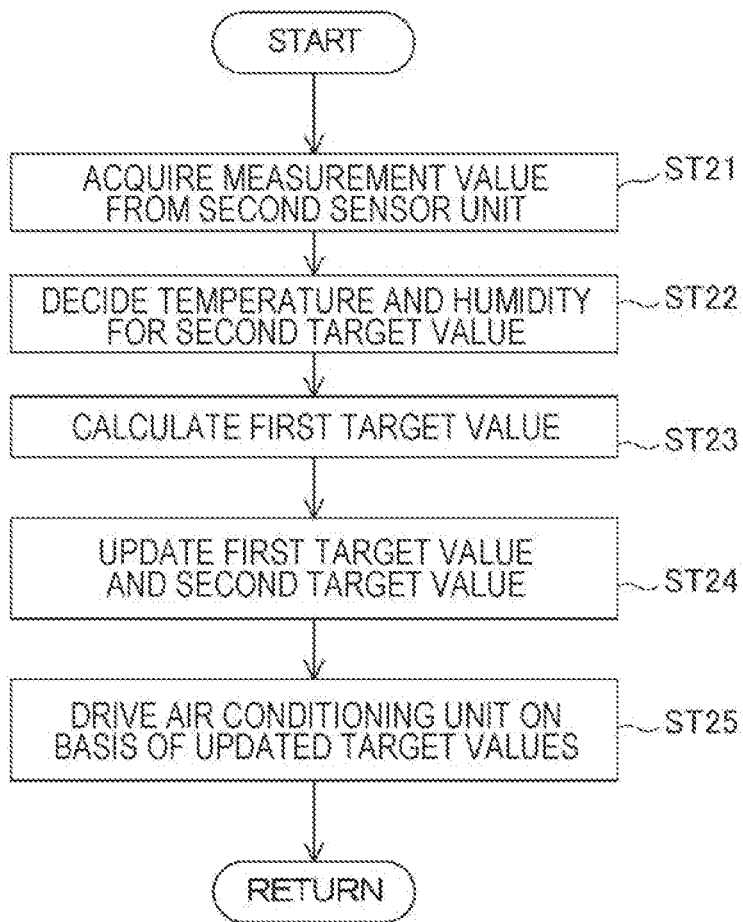 START
ACQUIRE MEASUREMENT VALUE
FROM SECOND SENSOR UNIT
ST21
DECIDE TEMPERATURE AND HUMIDITY
FOR SECOND TARGET VALUE
ST22
CALCULATE FIRST TARGET VALUE
ST23
UPDATE FIRST TARGET VALUE
AND SECOND TARGET VALUE
ST24
DRIVE AIR CONDITIONING UNIT ON
BASIS OF UPDATED TARGET VALUES
ST25
RETURN